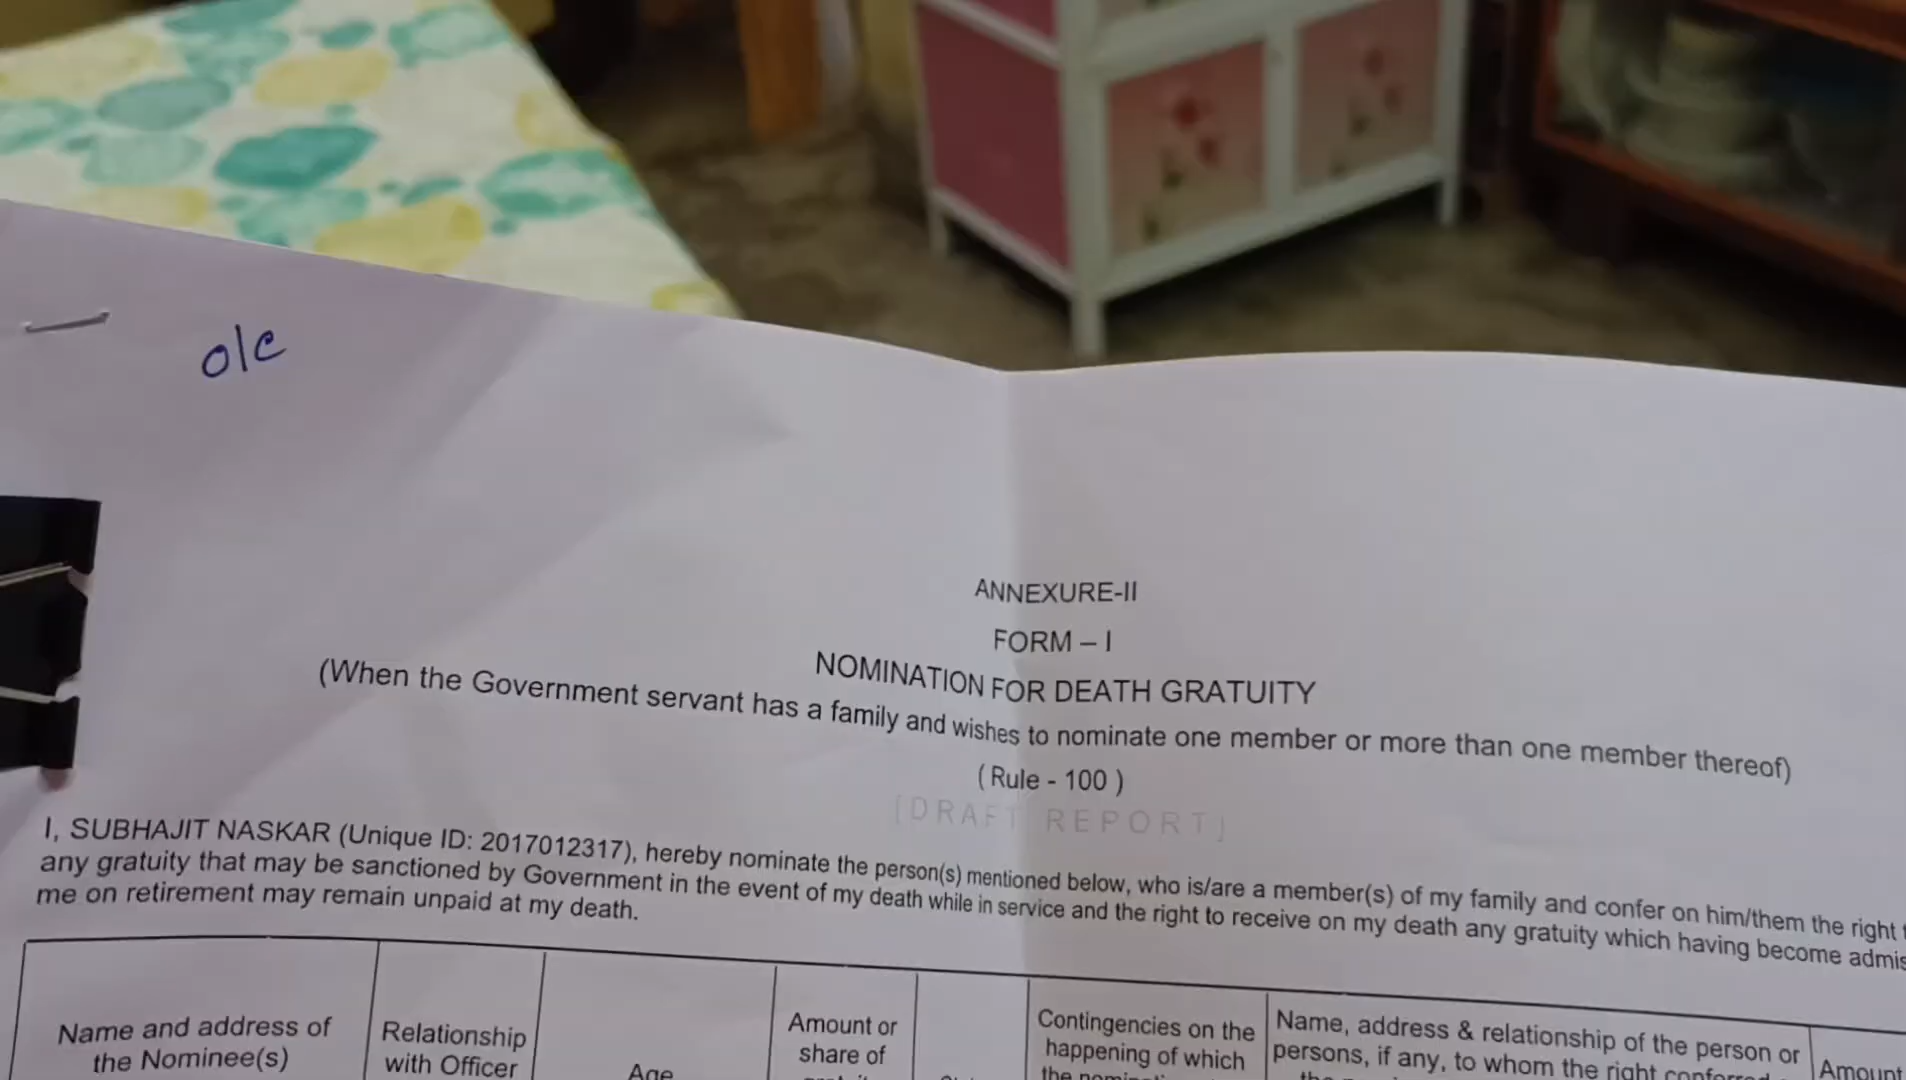 o/c
ANNEXURE-II
FORM – I
NOMINATION FOR DEATH GRATUITY
(When the Government servant has a family and wishes to nominate one member or more than one member thereof)
( Rule - 100 )
[DRAFT REPORT]
I, SUBHAJIT NASKAR (Unique ID: 2017012317), hereby nominate the person(s) mentioned below, who is/are a member(s) of my family and confer on him/them the right
any gratuity that may be sanctioned by Government in the event of my death while in service and the right to receive on my death any gratuity which having become
me on retirement may remain unpaid at my death.
Name and address of
the Nominee(s)
Relationship
with Officer
Age
Amount or
share of
Contingencies on the
happening of which
Name, address & relationship of the person or
persons, if any, to whom the right
Amount